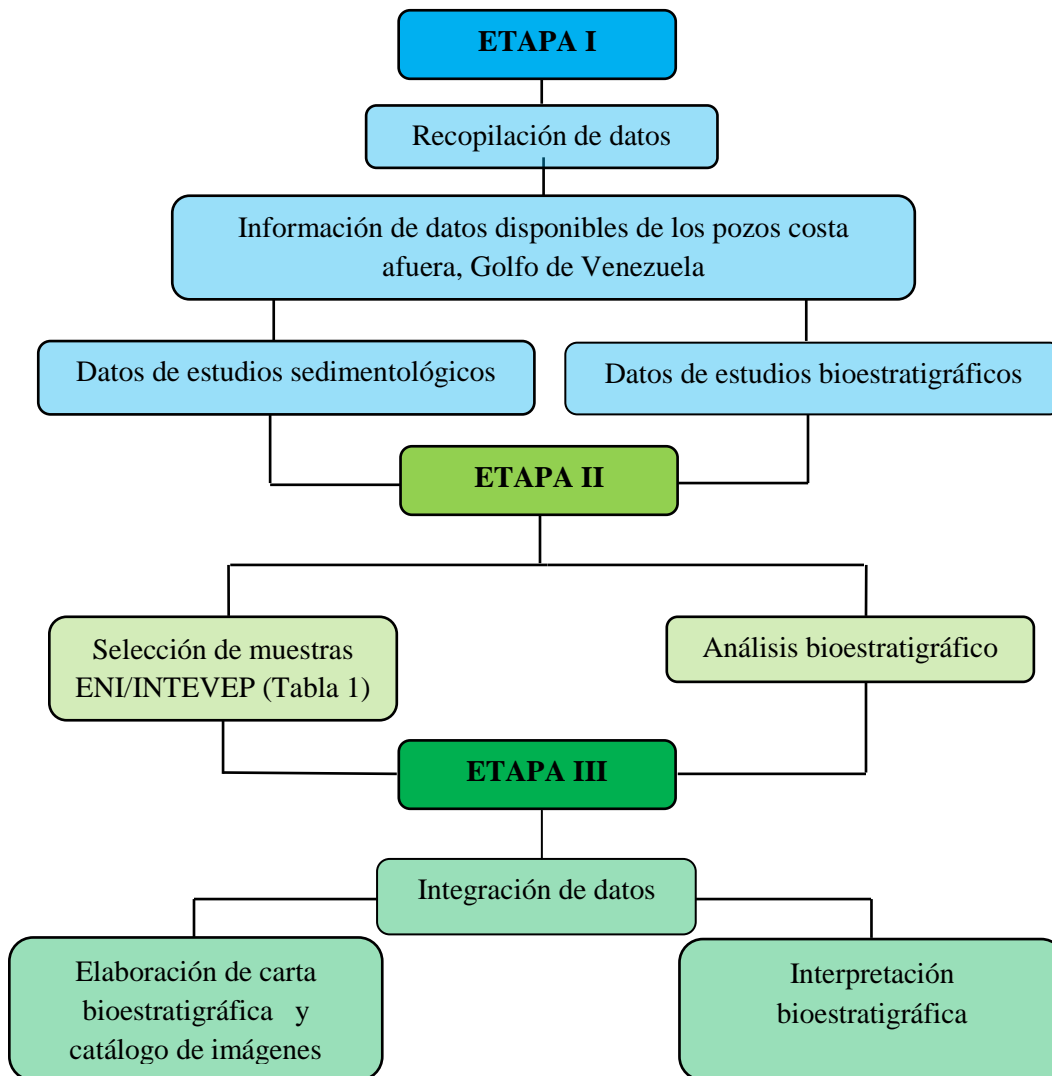 ETAPA I
Recopilación de datos
Información de datos disponibles de los pozos costa
afuera, Golfo de Venezuela
Datos de estudios sedimentológicos
Datos de estudios bioestratigráficos
ETAPA II
Selección de muestras
ENI/INTEVEP (Tabla 1)
Análisis bioestratigráfico
ETAPA III
Integración de datos
Elaboración de carta
bioestratigráfica y
catálogo de imágenes
Interpretación
bioestratigráfica